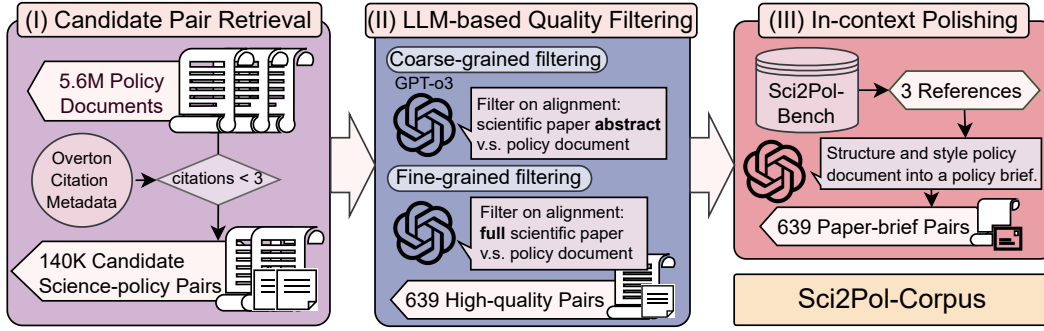 (I) Candidate Pair Retrieval
5.6M Policy
Documents
Overton
Citation
Metadata
citations < 3
140K Candidate
Science-policy Pairs
(II) LLM-based Quality Filtering
Coarse-grained filtering
GPT-o3
Filter on alignment:
scientific paper abstract
v.s. policy document
Fine-grained filtering
Filter on alignment:
full scientific paper
v.s. policy document
639 High-quality Pairs
(III) In-context Polishing
Sci2Pol-
Bench
3 References
Structure and style policy
document into a policy brief.
639 Paper-brief Pairs
Sci2Pol-Corpus